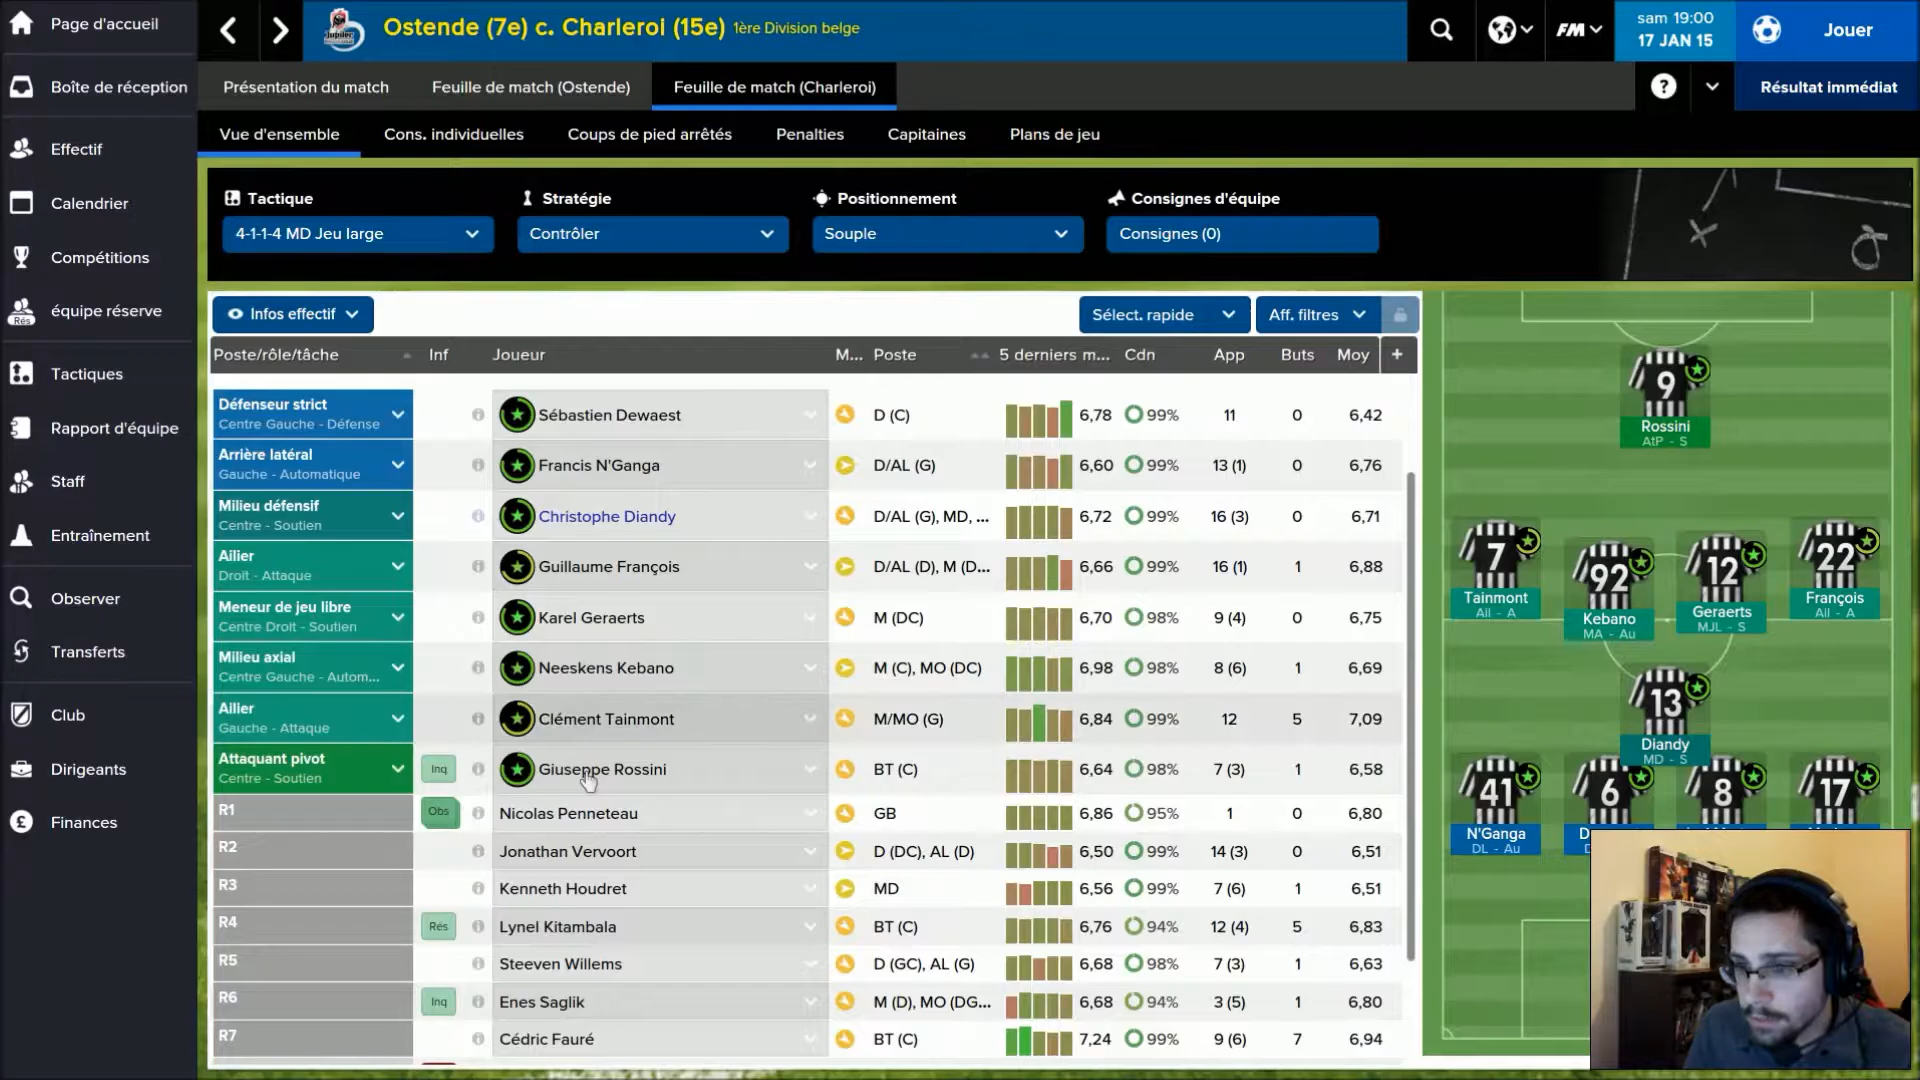 Page d'accueil
Ostende (7e) c. Charleroi (15e) 1ère Division belge
FM
sam 19:00
17 JAN 15
Jouer
Boîte de réception
Présentation du match
Feuille de match (Ostende)
Feuille de match (Charleroi)
?
Résultat immédiat
Vue d'ensemble
Cons. individuelles
Coups de pied arrêtés
Penalties
Capitaines
Plans de jeu
Effectif
Calendrier
Compétitions
Rés
équipe réserve
Tactiques
Rapport d'équipe
Staff
Entraînement
Observer
Transferts
Club
Dirigeants
£
Finances
Tactique
Stratégie
Positionnement
Consignes d'équipe
4-1-1-4 MD Jeu large
Contrôler
Souple
Consignes (0)
Infos effectif
Sélect. rapide
Aff. filtres
Poste/rôle/tâche Inf Joueur M... Poste 5 derniers m... Cdn App Buts Moy +
Défenseur strict
Centre Gauche - Défense
Sébastien Dewaest D (C) 6,78 99% 11 0 6,42
Arrière latéral
Gauche - Automatique
Francis N'Ganga D/AL (G) 6,60 99% 13 (1) 0 6,76
Milieu défensif
Centre - Soutien
Christophe Diandy D/AL (G), MD, ... 6,72 99% 16 (3) 0 6,71
Ailier
Droit - Attaque
Guillaume François D/AL (D), M (D... 6,66 99% 16 (1) 1 6,88
Meneur de jeu libre
Centre Droit - Soutien
Karel Geraerts M (DC) 6,70 98% 9 (4) 0 6,75
Milieu axial
Centre Gauche - Autom...
Neeskens Kebano M (C), MO (DC) 6,98 98% 8 (6) 1 6,69
Ailier
Gauche - Attaque
Clément Tainmont M/MO (G) 6,84 99% 12 5 7,09
Attaquant pivot
Centre - Soutien
Inq Giuseppe Rossini BT (C) 6,64 98% 7 (3) 1 6,58
R1 Obs Nicolas Penneteau GB 6,86 95% 1 0 6,80
R2 Jonathan Vervoort D (DC), AL (D) 6,50 99% 14 (3) 0 6,51
R3 Kenneth Houdret MD 6,56 99% 7 (6) 1 6,51
R4 Rés Lynel Kitambala BT (C) 6,76 94% 12 (4) 5 6,83
R5 Steeven Willems D (GC), AL (G) 6,68 98% 7 (3) 1 6,63
R6 Inq Enes Saglik M (D), MO (DG... 6,68 94% 3 (5) 1 6,80
R7 Cédric Fauré BT (C) 7,24 99% 9 (6) 7 6,94
9
Rossini
AtP - S
7
Tainmont
Ail - A
92
Kebano
MA - Au
12
Geraerts
MJL - S
22
François
Ail - A
13
Diandy
MD - S
41
N'Ganga
DL - Au
6
8
17